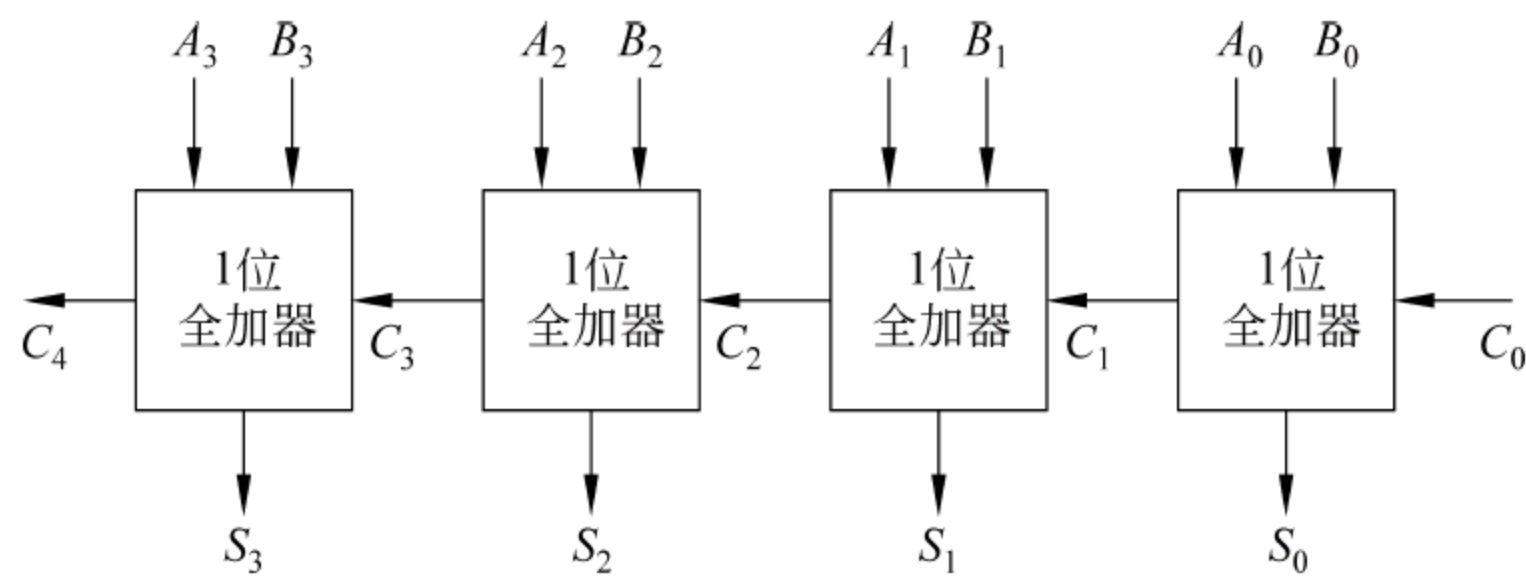 A₃ B₃ A₂ B₂ A₁ B₁ A₀ B₀
1位 1位 1位 1位
全加器 全加器 全加器 全加器
C₄ C₃ C₂ C₁ C₀
S₃ S₂ S₁ S₀